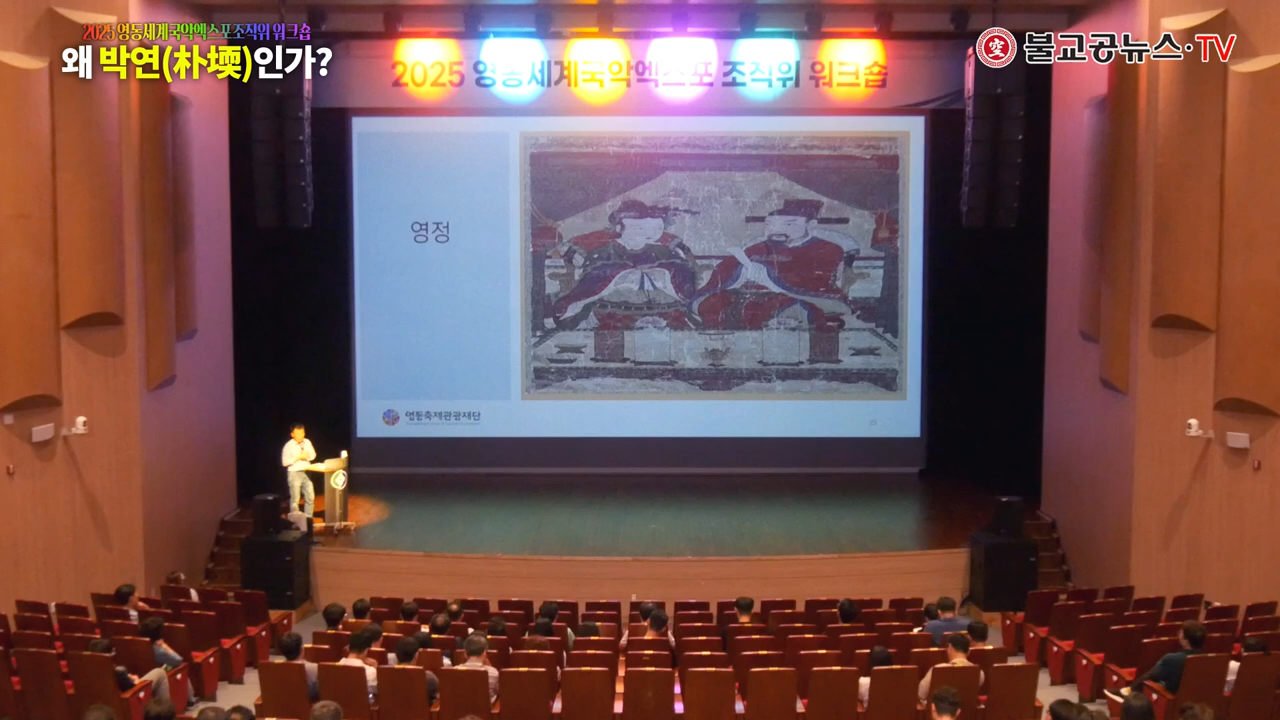 2025 영동세계국악엑스포조직위 워크숍
왜 박연(朴堧)인가?
空
불교공뉴스·TV
2025 영동세계국악엑스포 조직위 워크숍
영정
영동축제관광재단